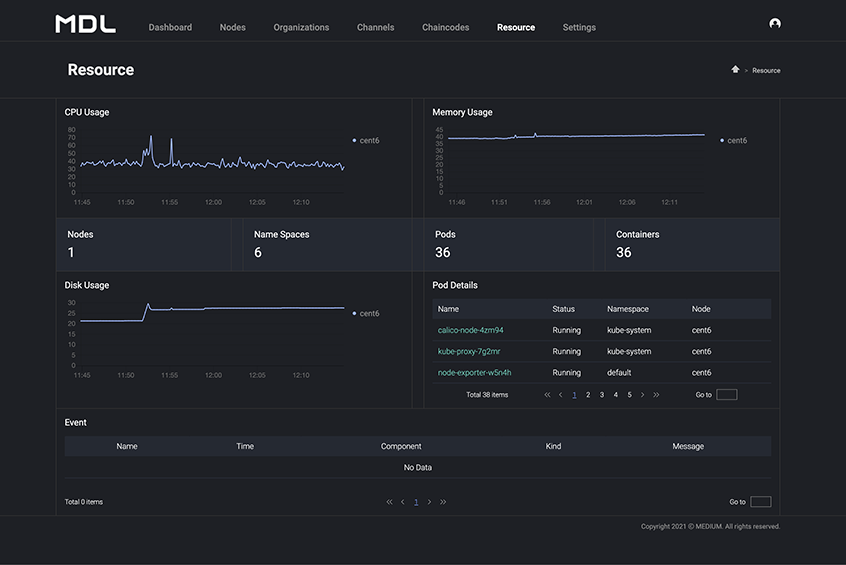 MDL Dashboard Nodes Organizations Channels Chaincodes Resource Settings
Resource
> Resource
CPU Usage
80
70
60
50
40
30
20
10
0
11:45 11:50 11:55 12:00 12:05 12:10
cent6
Memory Usage
45
40
35
30
25
20
15
10
5
0
11:46 11:51 11:56 12:01 12:06 12:11
cent6
Nodes
1
Name Spaces
6
Pods
36
Containers
36
Disk Usage
30
25
20
15
10
5
0
11:45 11:50 11:55 12:00 12:05 12:10
cent6
Pod Details
Name Status Namespace Node
calico-node-4zm94 Running kube-system cent6
kube-proxy-7g2mr Running kube-system cent6
node-exporter-w5n4h Running default cent6
Total 38 items « < 1 2 3 4 5 > » Go to
Event
Name Time Component Kind Message
No Data
Total 0 items « < 1 > » Go to
Copyright 2021 © MEDIUM. All rights reserved.